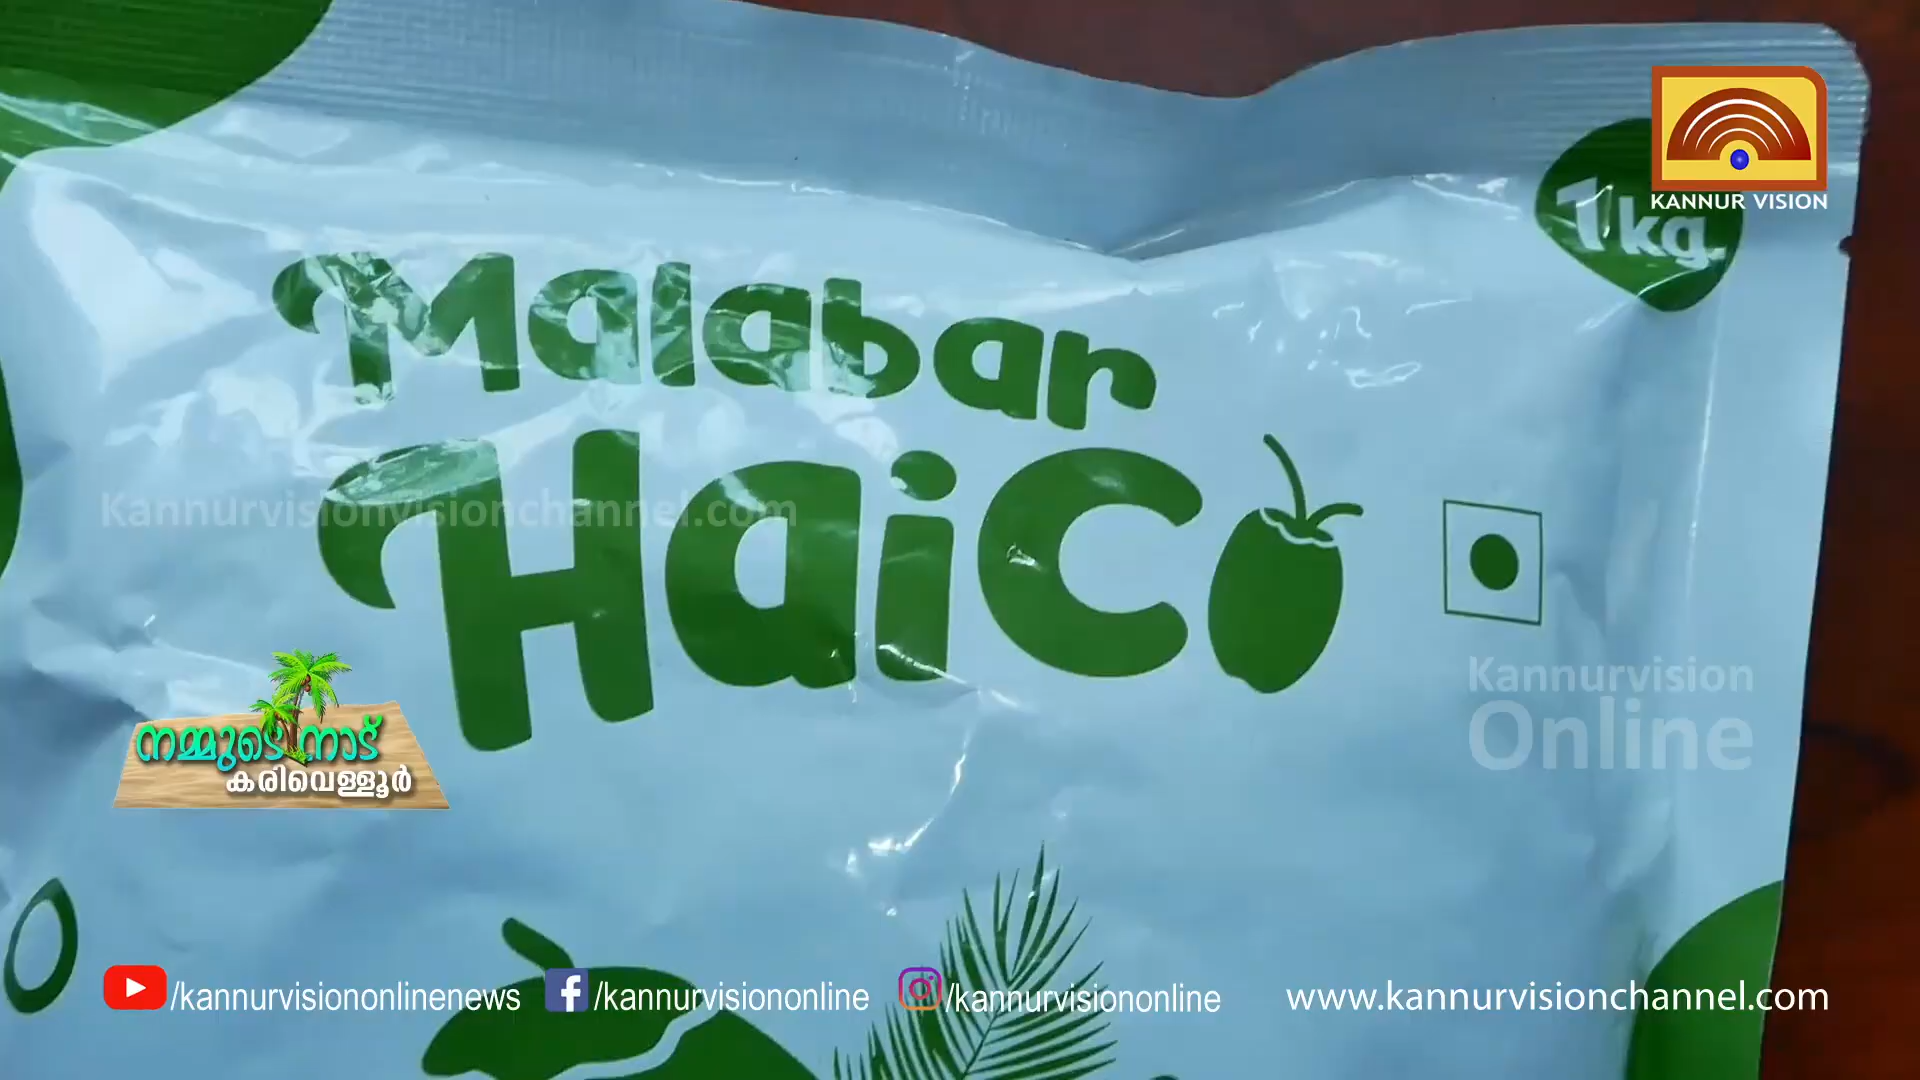 KANNUR VISION
1kg
Malabar
HaiCo
Kannurvisionvisionchannel.com
Kannurvision
Online
നമ്മുടെ നാട്
കരിവെള്ളൂർ
/kannurvisiononlinenews /kannurvisiononline /kannurvisiononline www.kannurvisionchannel.com